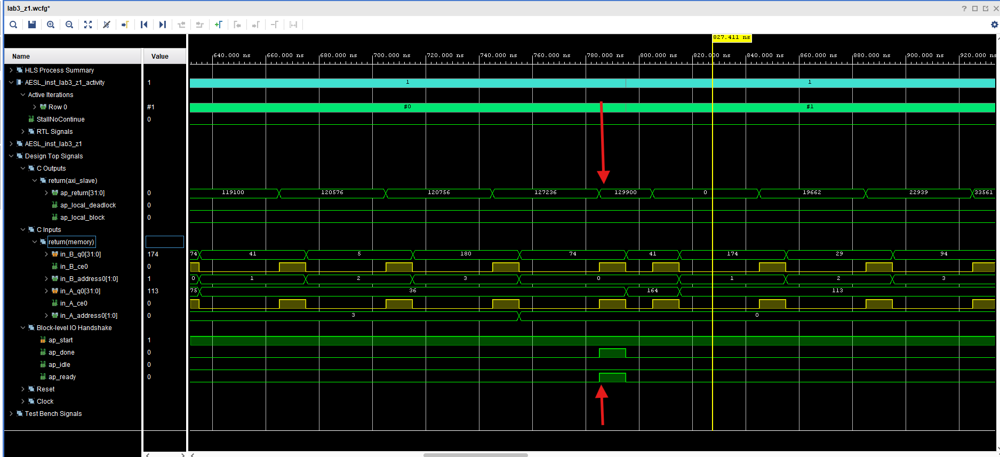 lab3_z1.wcfg*
827.411 ns
Name Value
640.000 ns 660.000 ns 680.000 ns 700.000 ns 720.000 ns 740.000 ns 760.000 ns 780.000 ns 800.000 ns 820.000 ns 840.000 ns 860.000 ns 880.000 ns 900.000 ns 920.000 ns
HLS Process Summary
AESL_inst_lab3_z1_activity 1 1 1
Active Iterations
Row 0 #1 #0 #1
StallNoContinue 0
RTL Signals
AESL_inst_lab3_z1
Design Top Signals
C Outputs
return(axi_slave)
ap_return[31:0] 0 119100 120576 120756 127236 129900 0 19662 22939 33561
ap_local_deadlock 0
ap_local_block 0
C Inputs
return(memory)
in_B_q0[31:0] 174 74 41 5 180 74 41 174 29 94
in_B_ce0 0
in_B_address0[1:0] 1 0 1 2 3 0 1 2 3
in_A_q0[31:0] 113 75 36 164 113
in_A_ce0 0
in_A_address0[1:0] 0 3 0
Block-level IO Handshake
ap_start 1
ap_done 0
ap_idle 0
ap_ready 0
Reset
Clock
Test Bench Signals